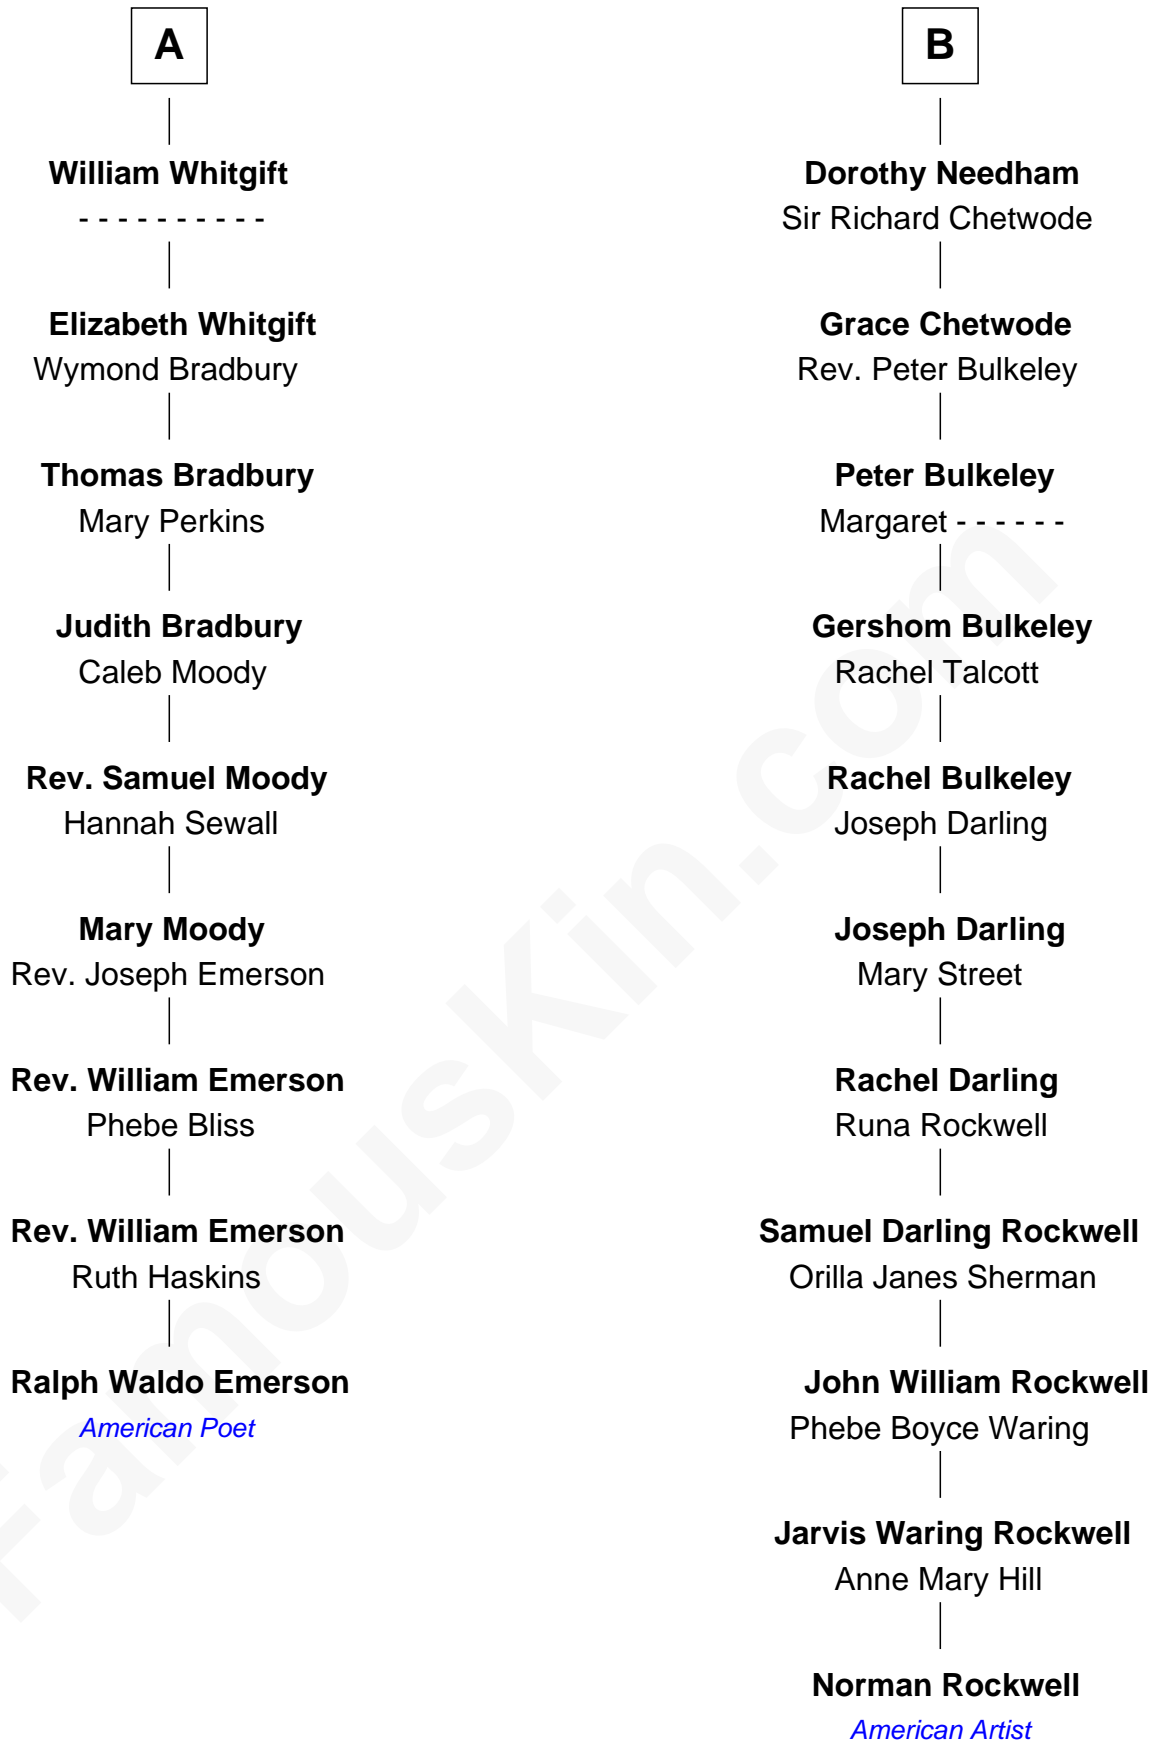 A
William Whitgift
- - - - - - - - - -
Elizabeth Whitgift
Wymond Bradbury
Thomas Bradbury
Mary Perkins
Judith Bradbury
Caleb Moody
Rev. Samuel Moody
Hannah Sewall
Mary Moody
Rev. Joseph Emerson
Rev. William Emerson
Phebe Bliss
Rev. William Emerson
Ruth Haskins
Ralph Waldo Emerson
American Poet
B
Dorothy Needham
Sir Richard Chetwode
Grace Chetwode
Rev. Peter Bulkeley
Peter Bulkeley
Margaret - - - - - -
Gershom Bulkeley
Rachel Talcott
Rachel Bulkeley
Joseph Darling
Joseph Darling
Mary Street
Rachel Darling
Runa Rockwell
Samuel Darling Rockwell
Orilla Janes Sherman
John William Rockwell
Phebe Boyce Waring
Jarvis Waring Rockwell
Anne Mary Hill
Norman Rockwell
American Artist
FamousKin.com